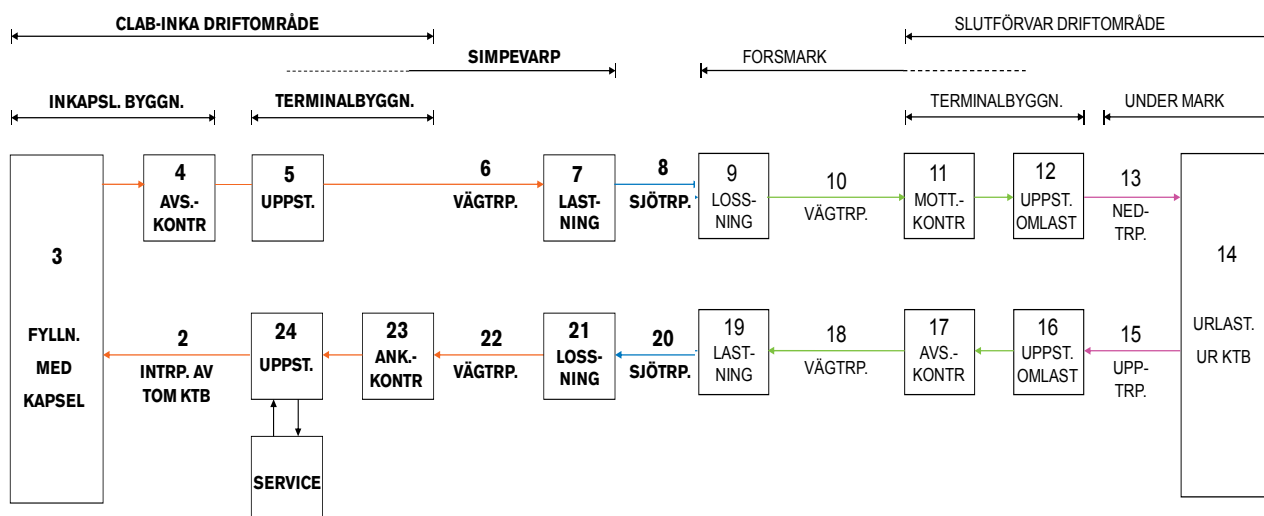 CLAB-INKA DRIFTOMRÅDE
SLUTFÖRVAR DRIFTOMRÅDE
SIMPEVARP
FORSMARK
INKAPSL. BYGGN.
TERMINALBYGGN.
TERMINALBYGGN.
UNDER MARK
3
FYLLN.
MED
KAPSEL
4
AVS.-
KONTR
5
UPPST.
6
VÄGTRP.
7
LAST-
NING
8
SJÖTRP.
9
LOSS-
NING
10
VÄGTRP.
11
MOTT.-
KONTR
12
UPPST.
OMLAST
13
NED-
TRP.
14
URLAST.
UR KTB
2
INTRP. AV
TOM KTB
24
UPPST.
23
ANK.-
KONTR
22
VÄGTRP.
21
LOSS-
NING
20
SJÖTRP.
19
LAST-
NING
18
VÄGTRP.
17
AVS.-
KONTR
16
UPPST.
OMLAST
15
UPP-
TRP.
SERVICE